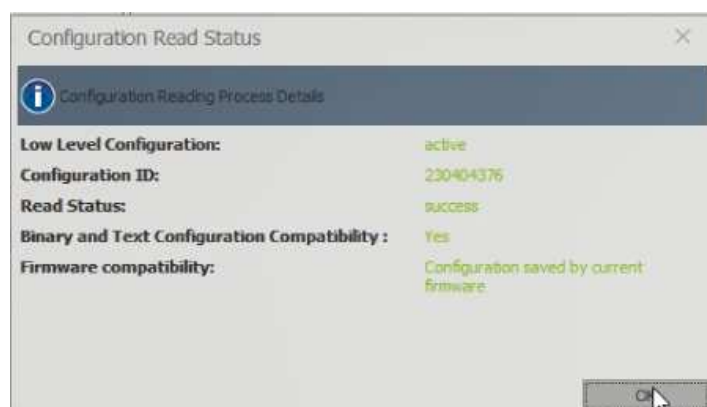 Configuration Read Status
Configuration Reading Process Details
Low Level Configuration: active
Configuration ID: 230404376
Read Status: success
Binary and Text Configuration Compatibility : Yes
Firmware compatibility: Configuration saved by current
firmware